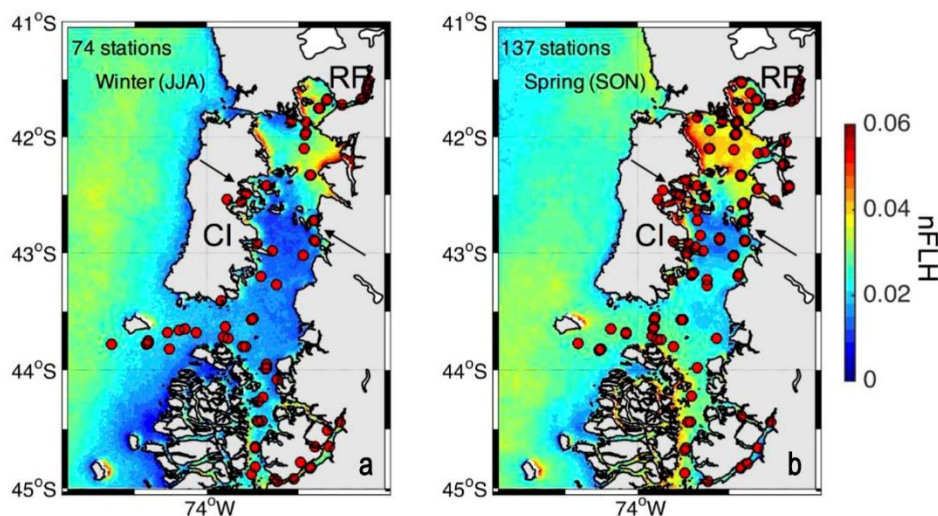 41°S
42°S
43°S
44°S
45°S
74 stations
Winter (JJA)
RF
CI
a
74°W
41°S
42°S
43°S
44°S
45°S
137 stations
Spring (SON)
RF
CI
b
74°W
0.06
0.04
0.02
0
nFLH